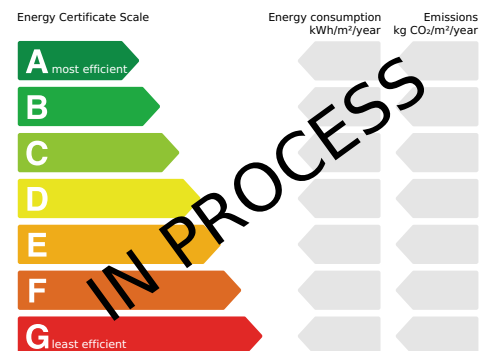 Energy Certificate Scale
Energy consumption
kWh/m²/year
Emissions
kg CO₂/m²/year
A most efficient
B
C
D
E
F
G least efficient
IN PROCESS